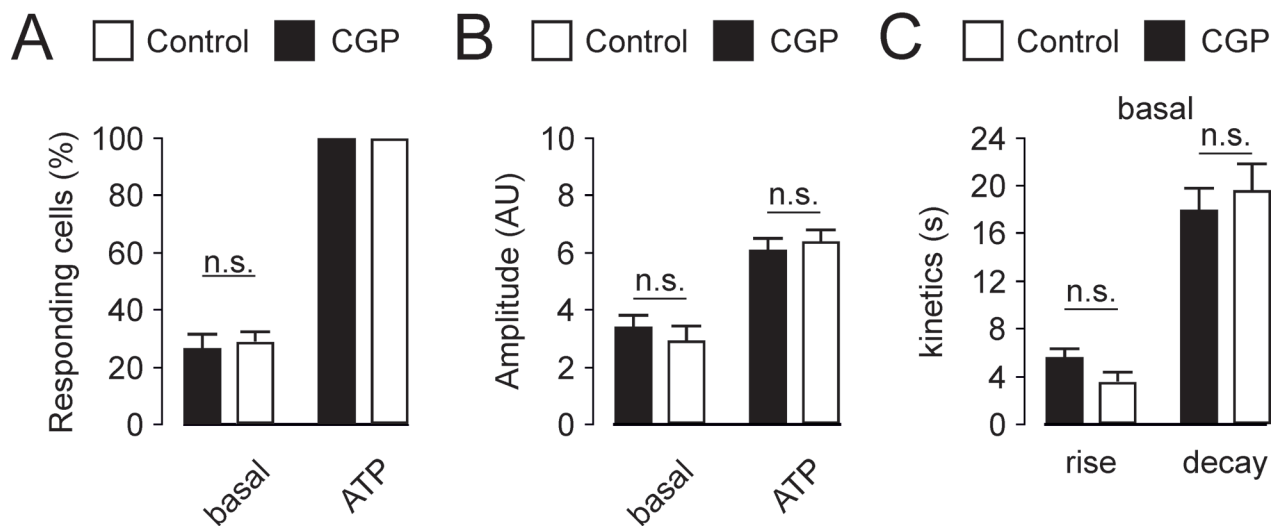 A
Control
CGP
Responding cells (%)
100
80
60
40
20
0
n.s.
basal
ATP
B
Control
CGP
Amplitude (AU)
10
8
6
4
2
0
n.s.
n.s.
basal
ATP
C
Control
CGP
basal
kinetics (s)
24
20
16
12
8
4
0
n.s.
n.s.
rise
decay